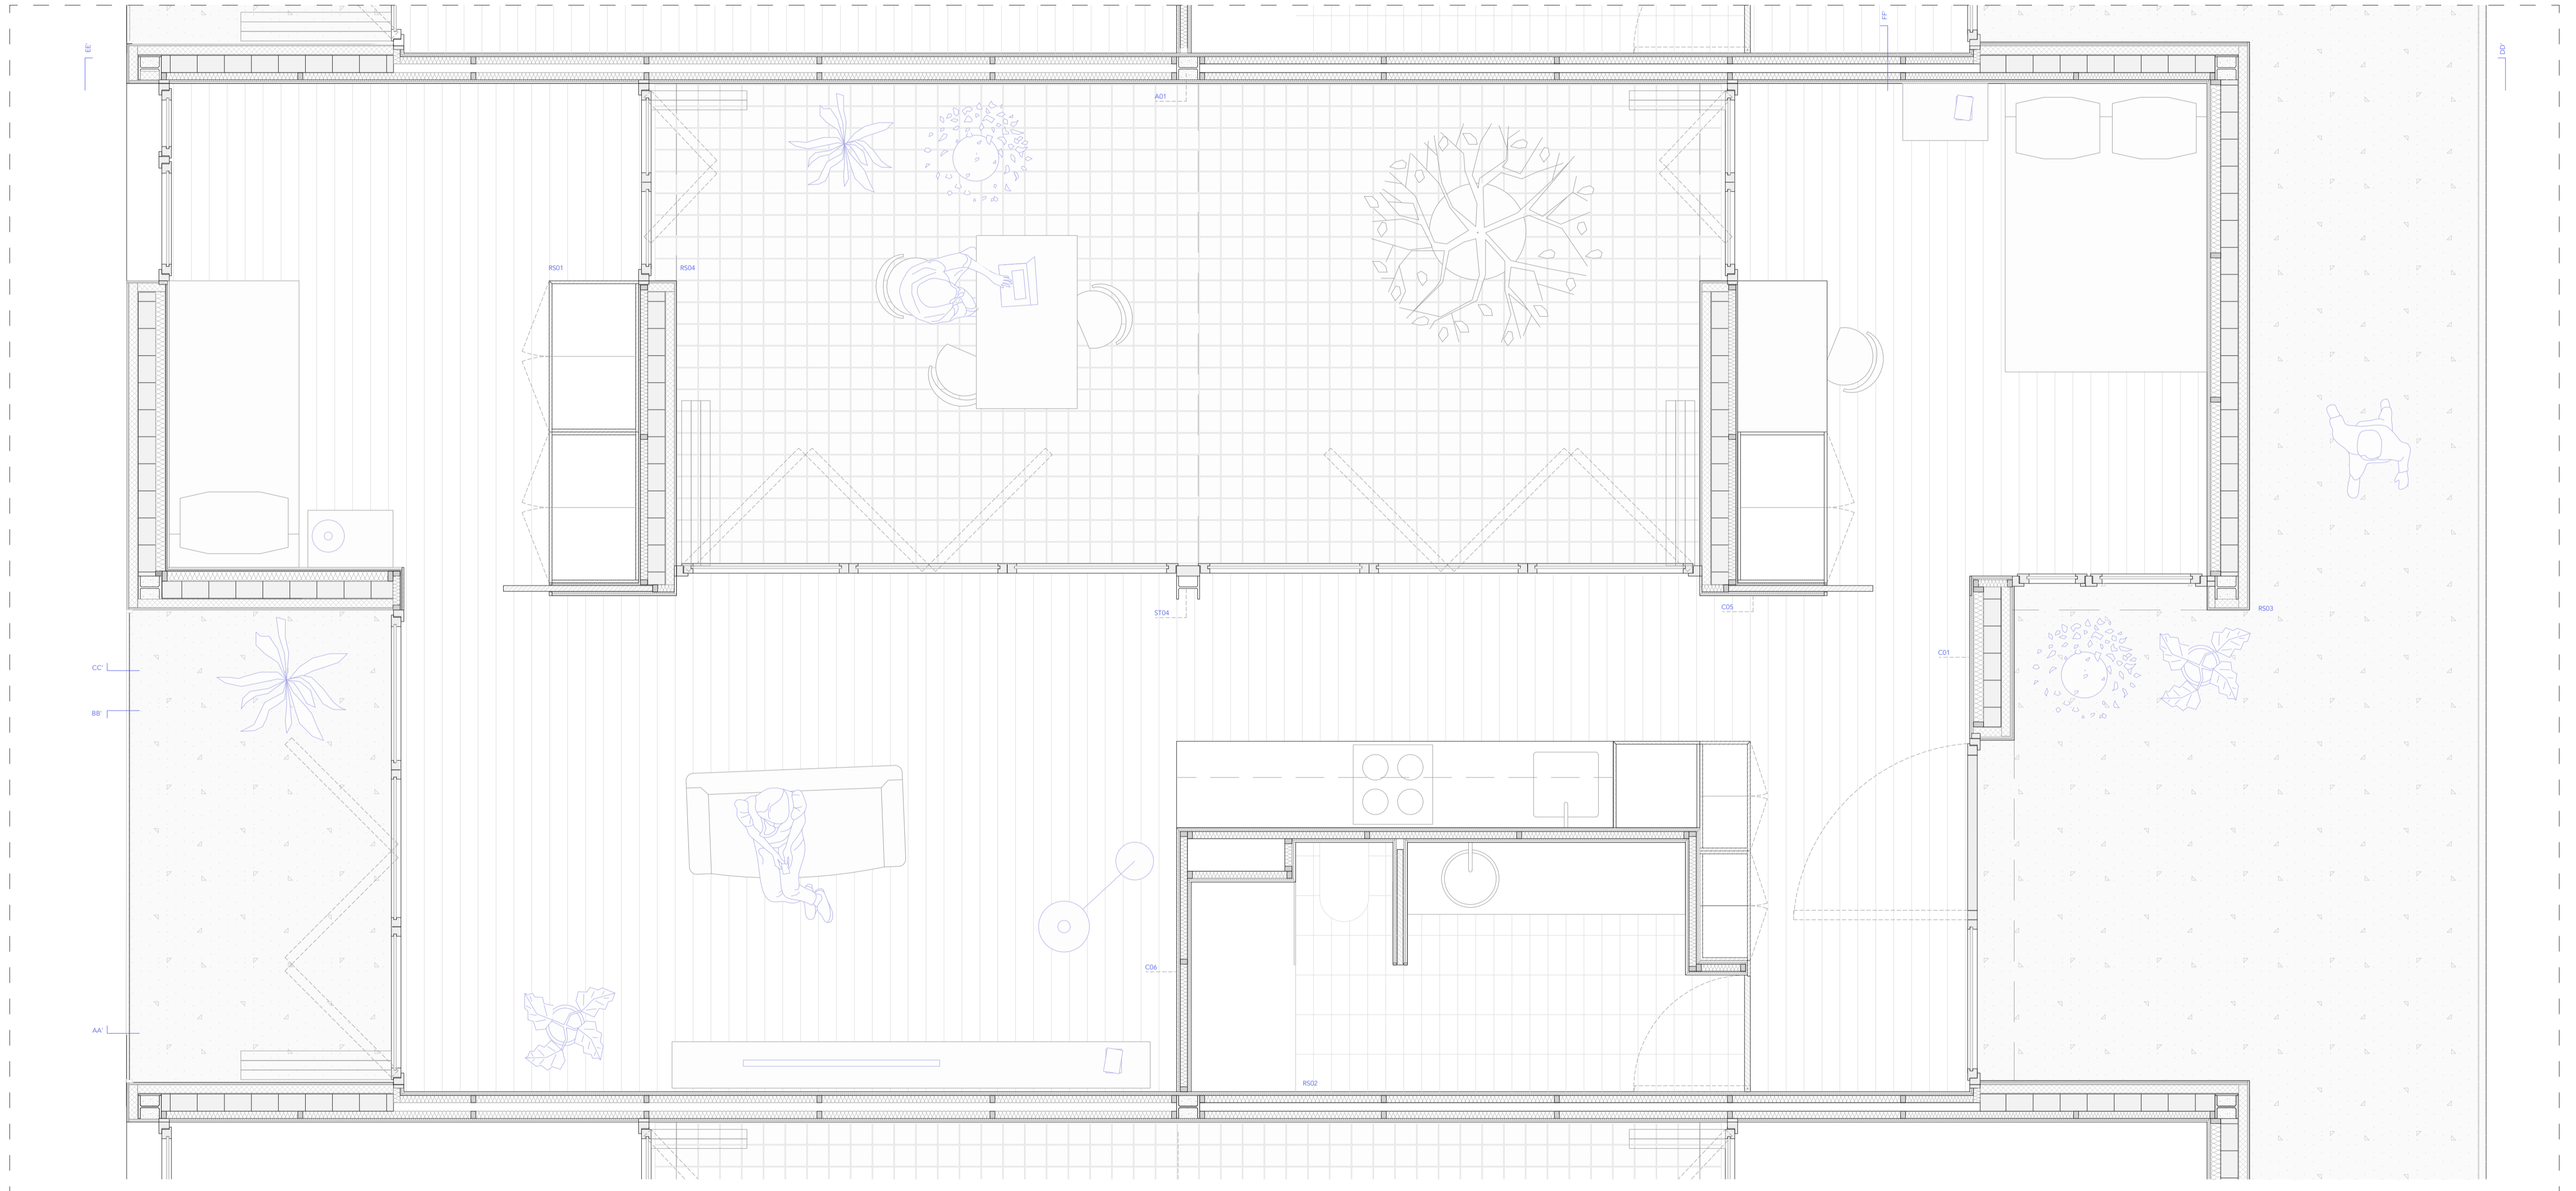 EE'
FF'
DD'
A01
RS01
RS04
ST04
C05
RS03
C01
CC'
BB'
C06
AA'
RS02